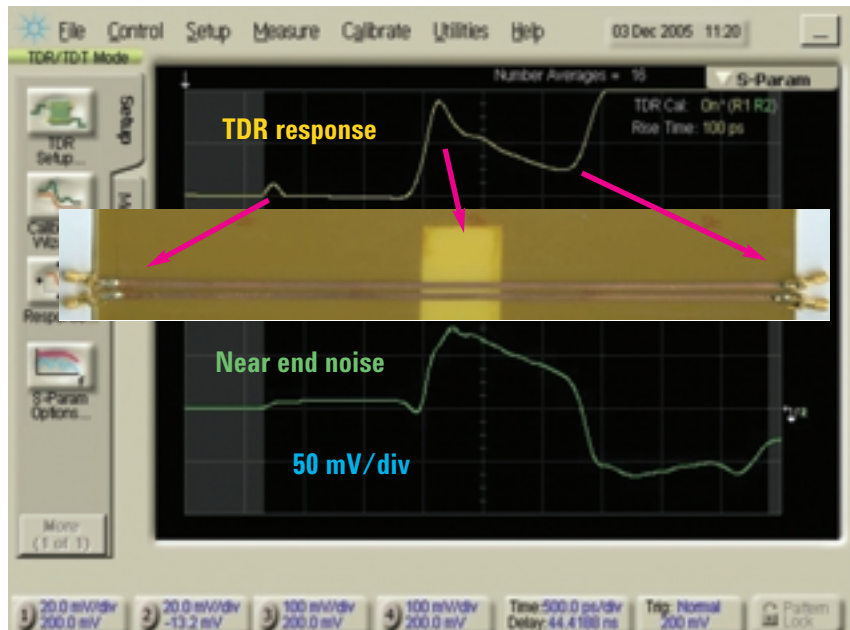 File Control Setup Measure Calibrate Utilities Help 03 Dec 2005 11:20
TDR/TDT Mode
Number Averages = 16
S-Param
TDR Cal: On* (R1 R2)
Rise Time: 100 ps
Setup
TDR
Setup...
TDR response
Near end noise
50 mV/div
S-Param
Options...
More
(1 of 1)
1) 20.0 mV/div
200.0 mV
2) 20.0 mV/div
-13.2 mV
3) 100 mV/div
200.0 mV
4) 100 mV/div
200.0 mV
Time:500.0 ps/div
Delay:44.4188 ns
Trig: Normal
200 mV
Pattern
Lock